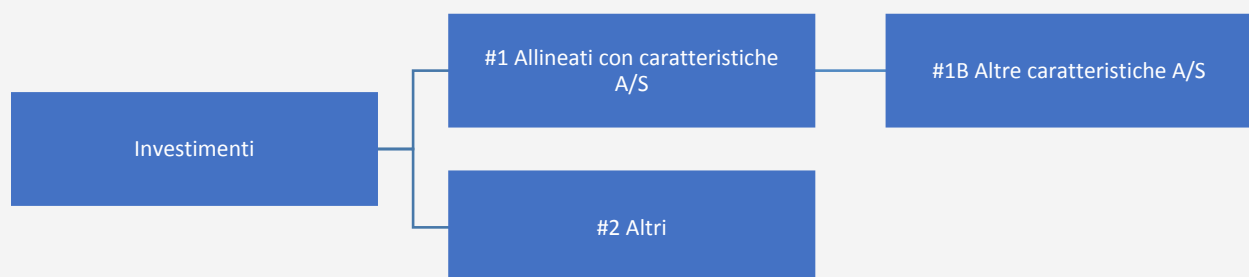 Investimenti
#1 Allineati con caratteristiche
A/S
#1B Altre caratteristiche A/S
#2 Altri